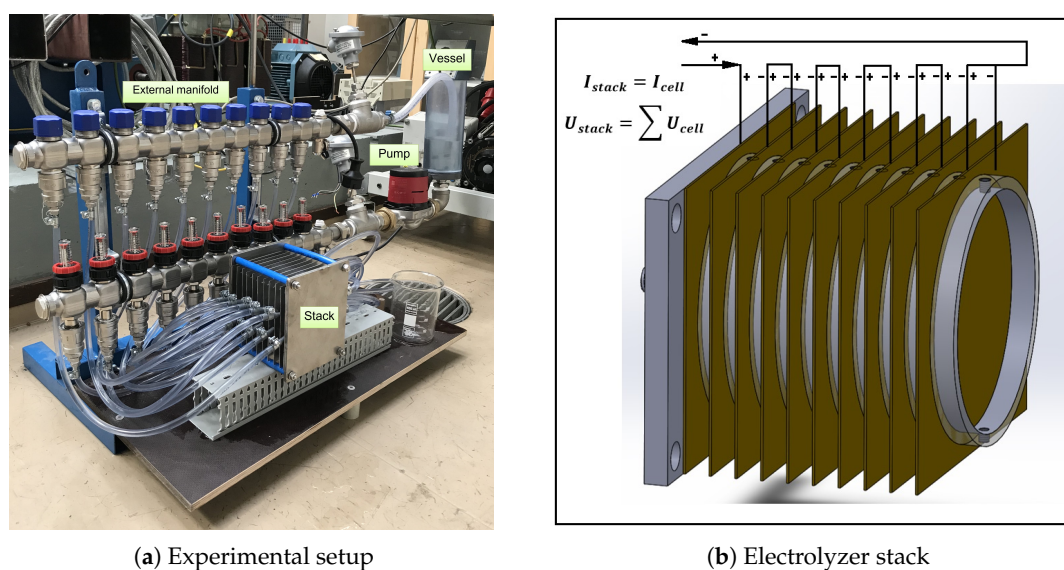 Vessel
External manifold
Pump
Stack
-
+
+ - + - + - + - + - + - + - + - + -
I_stack = I_cell
U_stack = ∑ U_cell
(a) Experimental setup
(b) Electrolyzer stack